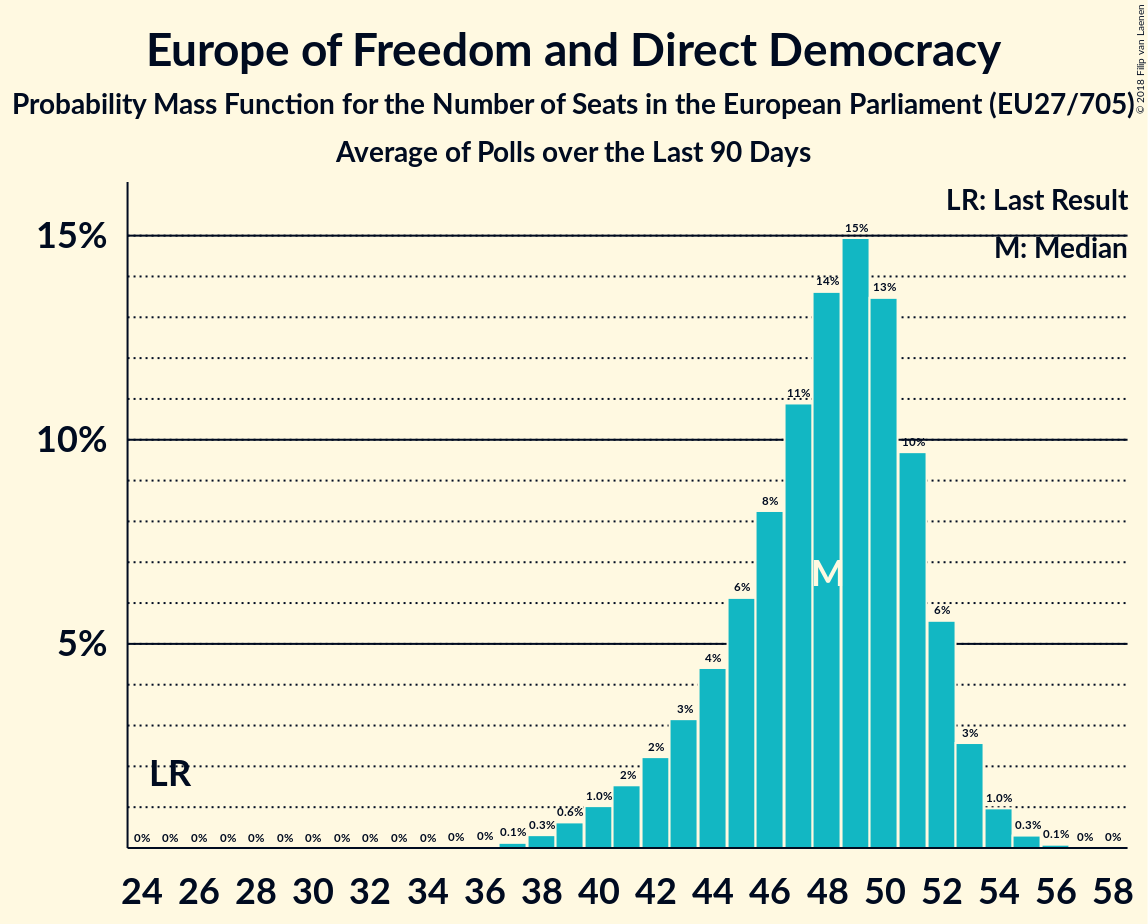 Europe of Freedom and Direct Democracy
Probability Mass Function for the Number of Seats in the European Parliament (EU27/705)
Average of Polls over the Last 90 Days
© 2018 Filip van Laenen
LR: Last Result
M: Median
15%
10%
5%
0% 0% 0% 0% 0% 0% 0% 0% 0% 0% 0% 0% 0% 0.1% 0.3% 0.6% 1.0% 2% 2% 3% 4% 6% 8% 11% 14% 15% 13% 10% 6% 3% 1.0% 0.3% 0.1% 0% 0%
M
LR
24 26 28 30 32 34 36 38 40 42 44 46 48 50 52 54 56 58